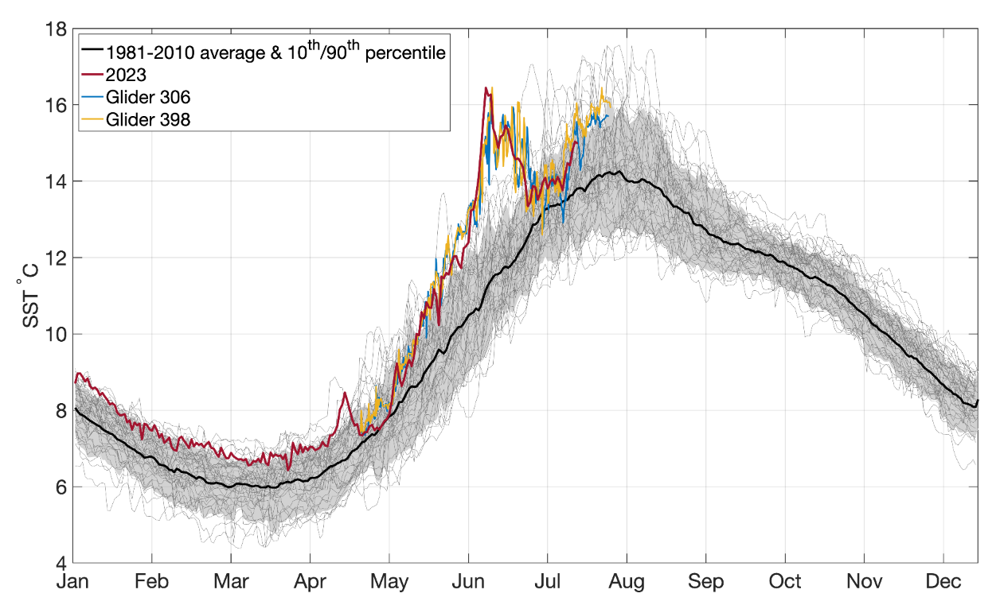 18
16
14
12
10
8
6
4
SST °C
1981-2010 average & 10th/90th percentile
2023
Glider 306
Glider 398
Jan Feb Mar Apr May Jun Jul Aug Sep Oct Nov Dec